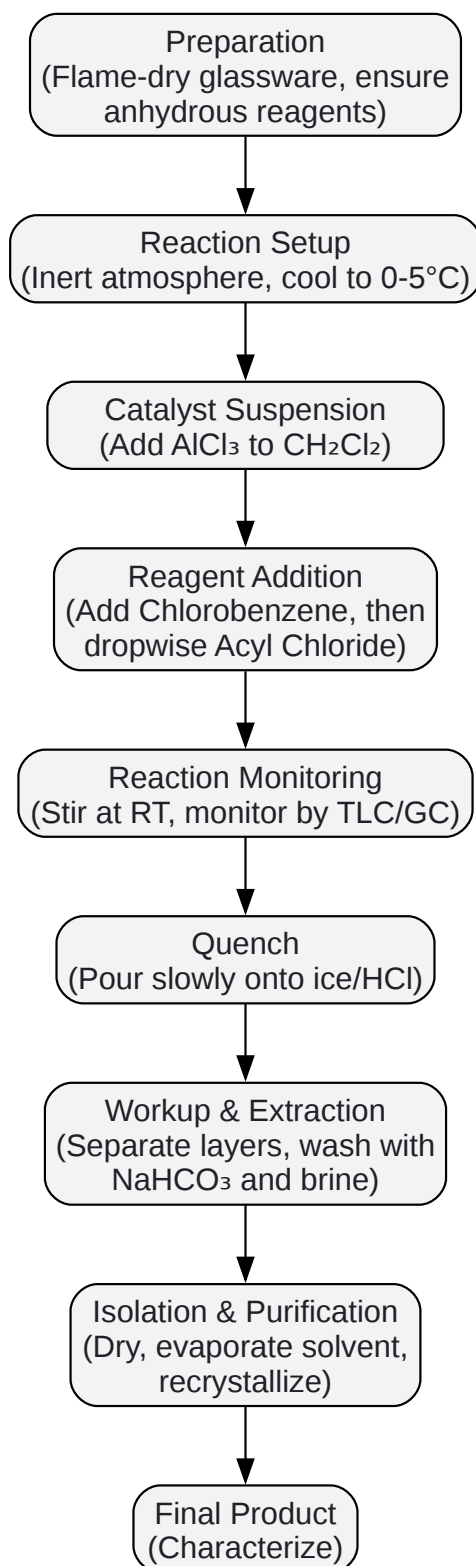 Preparation
(Flame-dry glassware, ensure
anhydrous reagents)
Reaction Setup
(Inert atmosphere, cool to 0-5°C)
Catalyst Suspension
(Add AlCl₃ to CH₂Cl₂)
Reagent Addition
(Add Chlorobenzene, then
dropwise Acyl Chloride)
Reaction Monitoring
(Stir at RT, monitor by TLC/GC)
Quench
(Pour slowly onto ice/HCl)
Workup & Extraction
(Separate layers, wash with
NaHCO₃ and brine)
Isolation & Purification
(Dry, evaporate solvent,
recrystallize)
Final Product
(Characterize)